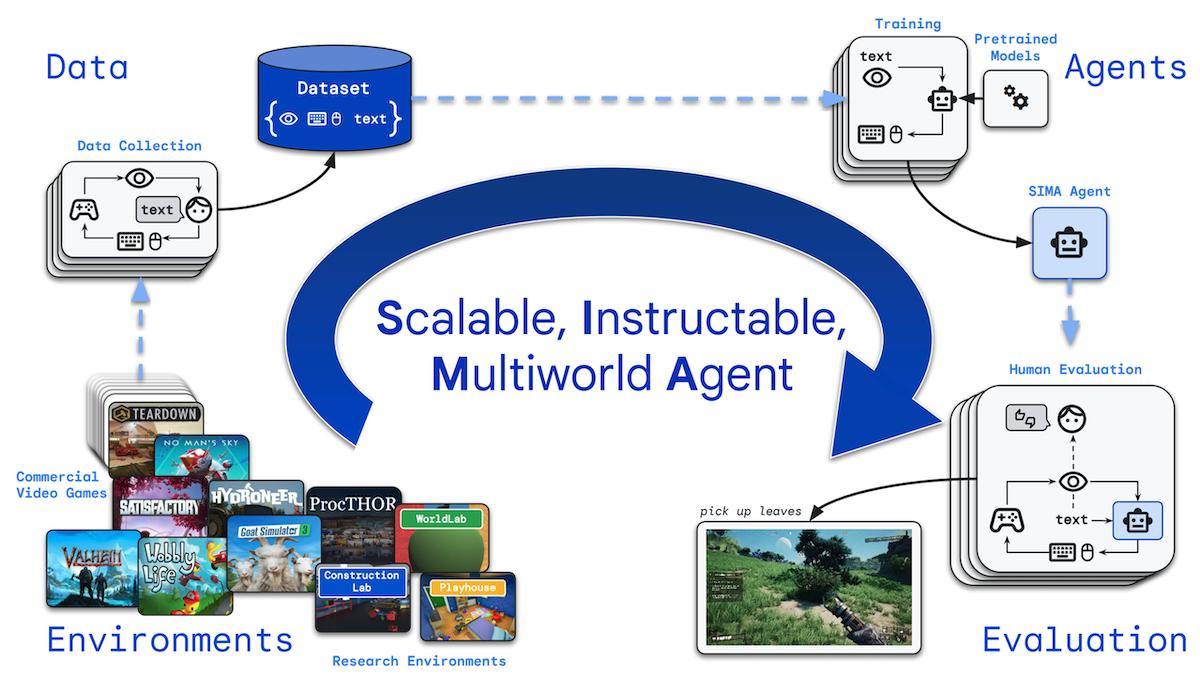 Data
Dataset
{ text }
Data Collection
text
Training
text
Pretrained
Models
Agents
SIMA Agent
Scalable, Instructable,
Multiworld Agent
Human Evaluation
text
pick up leaves
Evaluation
TEARDOWN
NO MAN'S SKY
Commercial
Video Games
SATISFACTORY
HYDRONEER
ProcTHOR
WorldLab
VALHEIM
Wobbly
Life
Goat Simulator 3
Construction
Lab
Playhouse
Environments
Research Environments